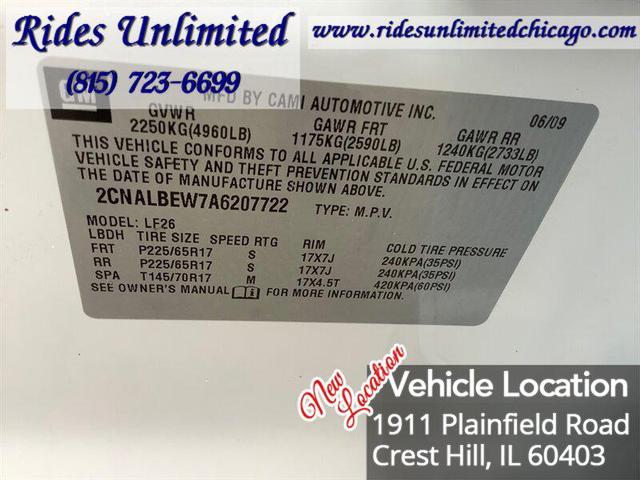 Rides Unlimited
(815) 723-6699
www.ridesunlimitedchicago.com
GM
MFD BY CAMI AUTOMOTIVE INC.
06/09
GVWR GAWR FRT GAWR RR
2250KG(4960LB) 1175KG(2590LB) 1240KG(2733LB)
THIS VEHICLE CONFORMS TO ALL APPLICABLE U.S. FEDERAL MOTOR
VEHICLE SAFETY AND THEFT PREVENTION STANDARDS IN EFFECT ON
THE DATE OF MANUFACTURE SHOWN ABOVE.
2CNALBEW7A6207722 TYPE: M.P.V.
MODEL: LF26
LBDH TIRE SIZE SPEED RTG RIM COLD TIRE PRESSURE
FRT P225/65R17 S 17X7J 240KPA(35PSI)
RR P225/65R17 S 17X7J 240KPA(35PSI)
SPA T145/70R17 M 17X4.5T 420KPA(60PSI)
SEE OWNER'S MANUAL FOR MORE INFORMATION.
New
Location
Vehicle Location
1911 Plainfield Road
Crest Hill, IL 60403